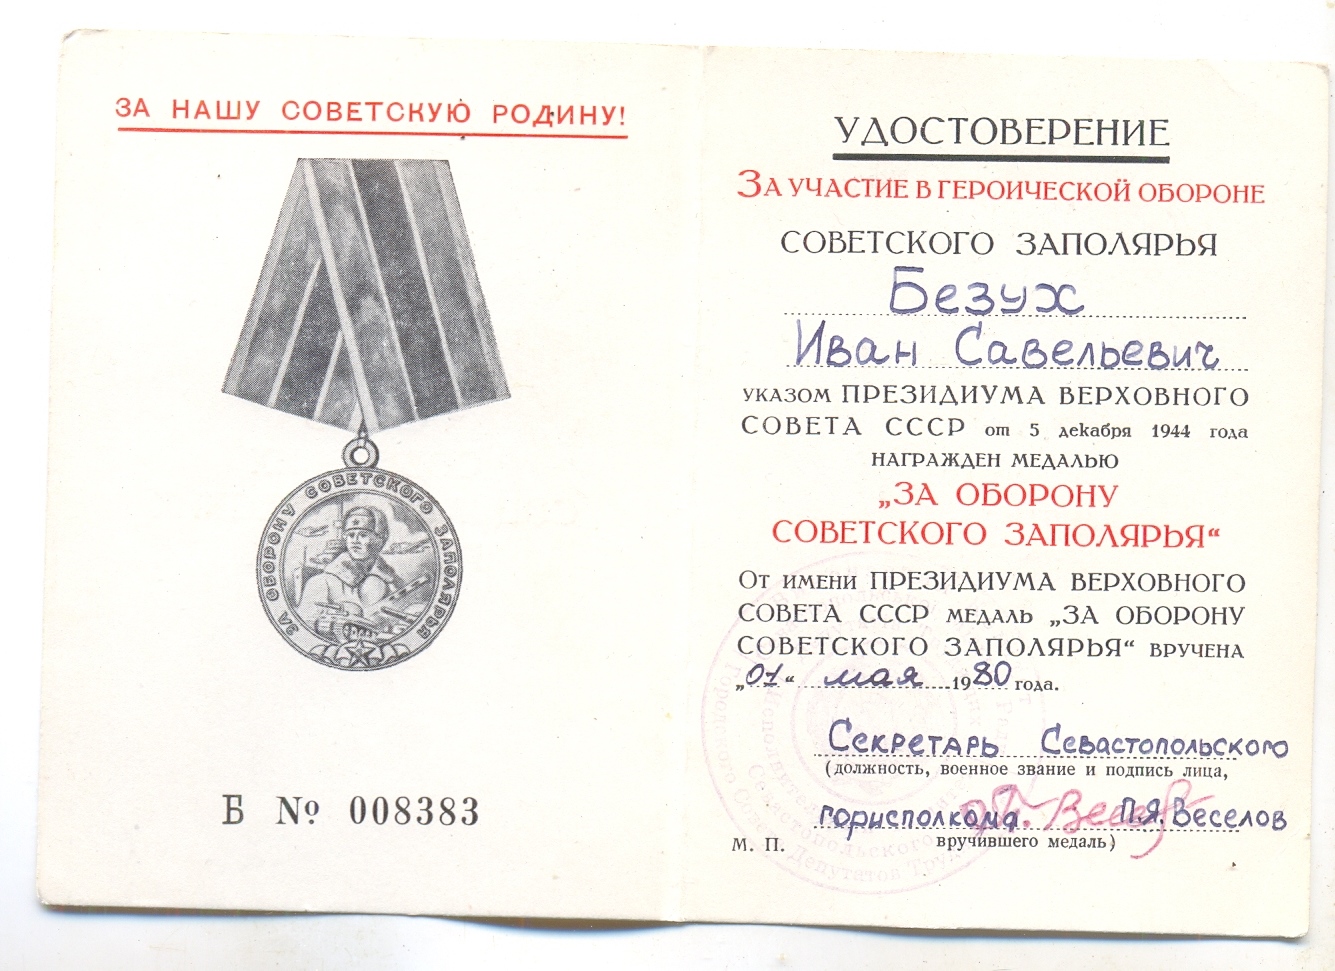 ЗА НАШУ СОВЕТСКУЮ РОДИНУ!
ЗА ОБОРОНУ СОВЕТСКОГО ЗАПОЛЯРЬЯ
Б № 008383
УДОСТОВЕРЕНИЕ
ЗА УЧАСТИЕ В ГЕРОИЧЕСКОЙ ОБОРОНЕ
СОВЕТСКОГО ЗАПОЛЯРЬЯ
Безух
Иван Савельевич
УКАЗОМ ПРЕЗИДИУМА ВЕРХОВНОГО
СОВЕТА СССР от 5 декабря 1944 года
НАГРАЖДЕН МЕДАЛЬЮ
„ЗА ОБОРОНУ
СОВЕТСКОГО ЗАПОЛЯРЬЯ“
ОТ ИМЕНИ ПРЕЗИДИУМА ВЕРХОВНОГО
СОВЕТА СССР МЕДАЛЬ „ЗА ОБОРОНУ
СОВЕТСКОГО ЗАПОЛЯРЬЯ“ ВРУЧЕНА
„01“ мая 1980 года.
Секретарь Севастопольского
(должность, военное звание и подпись лица,
горисполкома П.Я. Веселов
М. П. вручившего медаль)